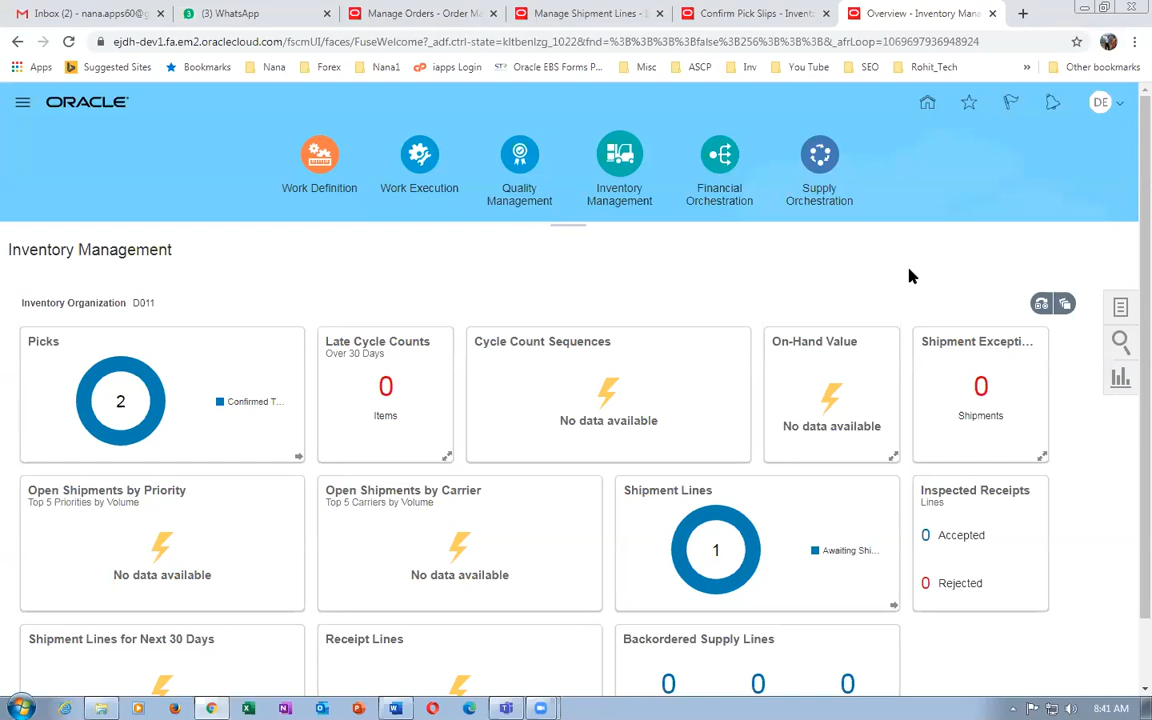 Inbox (2) - nana.apps60@g
(3) WhatsApp
Manage Orders - Order Ma
Manage Shipment Lines - I
Confirm Pick Slips - Invento
Overview - Inventory Mana
ejdh-dev1.fa.em2.oraclecloud.com/fscmUI/faces/FuseWelcome?_adf.ctrl-state=kltbenlzg_1022&fnd=%3B%3B%3B%3Bfalse%3B256%3B%3B%3B&_afrLoop=1069697936948924
Apps
Suggested Sites
Bookmarks
Nana
Forex
Nana1
iapps Login
Oracle EBS Forms P...
Misc
ASCP
Inv
You Tube
SEO
Rohit_Tech
»
Other bookmarks
ORACLE
DE
Work Definition
Work Execution
Quality
Management
Inventory
Management
Financial
Orchestration
Supply
Orchestration
Inventory Management
Inventory Organization D011
Picks
2
Confirmed T...
Late Cycle Counts
Over 30 Days
0
Items
Cycle Count Sequences
No data available
On-Hand Value
No data available
Shipment Excepti...
0
Shipments
Open Shipments by Priority
Top 5 Priorities by Volume
No data available
Open Shipments by Carrier
Top 5 Carriers by Volume
No data available
Shipment Lines
1
Awaiting Shi...
Inspected Receipts
Lines
0 Accepted
0 Rejected
Shipment Lines for Next 30 Days
Receipt Lines
Backordered Supply Lines
0 0 0
8:41 AM